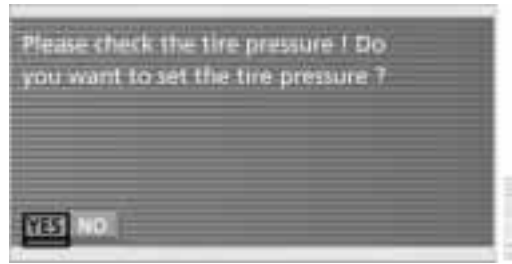 Please check the tire pressure ! Do
you want to set the tire pressure ?
YES NO